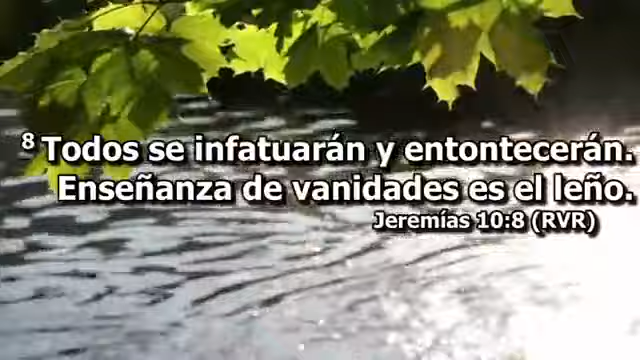 8 Todos se infatuarán y entontecerán.
Enseñanza de vanidades es el leño.
Jeremías 10:8 (RVR)